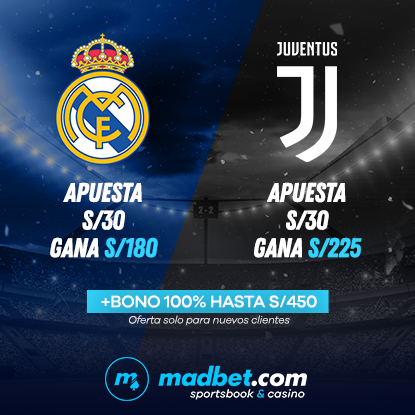 JUVENTUS
APUESTA
S/30
GANA S/180
APUESTA
S/30
GANA S/225
+BONO 100% HASTA S/450
Oferta solo para nuevos clientes
madbet.com
sportsbook & casino